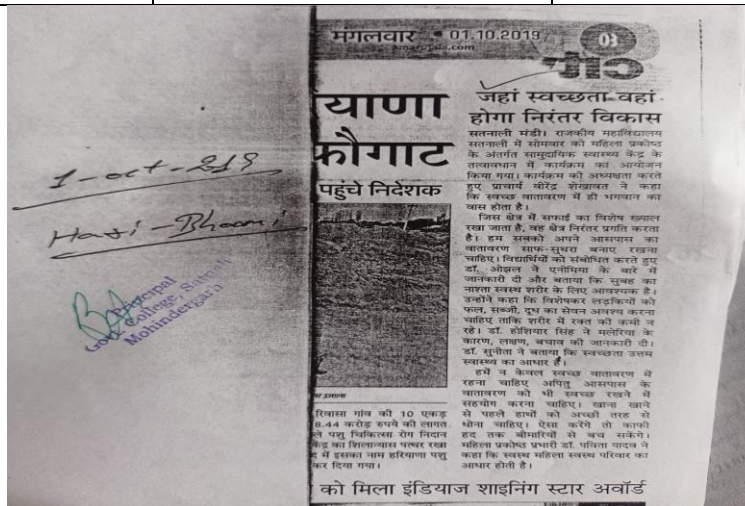 मंगलवार • 01.10.2019
amarujala.com
03
याणा
फौगाट
पहुंचे निदेशक
जहां स्वच्छता वहां
होगा निरंतर विकास
सतनाली मंडी। राजकीय महाविद्यालय
सतनाली में सोमवार को महिला प्रकोष्ठ
के अंतर्गत सामुदायिक स्वास्थ्य केंद्र के
तत्वावधान में कार्यक्रम का आयोजन
किया गया। कार्यक्रम की अध्यक्षता करते
हुए प्राचार्य बीरेंद्र शेखावत ने कहा
कि स्वच्छ वातावरण में ही भगवान का
वास होता है।
जिस क्षेत्र में सफाई का विशेष ख्याल
रखा जाता है, वह क्षेत्र निरंतर प्रगति करता
है। हम सबको अपने आसपास का
वातावरण साफ-सुथरा बनाए रखना
चाहिए। विद्यार्थियों को संबोधित करते हुए
डॉ. ओझल ने एनीमिया के बारे में
जानकारी दी और बताया कि सुबह का
नाश्ता स्वस्थ शरीर के लिए आवश्यक है।
उन्होंने कहा कि विशेषकर लड़कियों को
फल, सब्जी, दूध का सेवन अवश्य करना
चाहिए ताकि शरीर में रक्त की कमी न
रहे। डॉ. होशियार सिंह ने मलेरिया के
कारण, लक्षण, बचाव की जानकारी दी।
डॉ. सुनीता ने बताया कि स्वच्छता उत्तम
स्वास्थ्य का आधार है।
हमें न केवल स्वच्छ वातावरण में
रहना चाहिए अपितु आसपास के
वातावरण को भी स्वच्छ रखने में
सहयोग करना चाहिए। खाना खाने
से पहले हाथों को अच्छी तरह से
धोना चाहिए। ऐसा करेंगे तो काफी
हद तक बीमारियों से बच सकेंगे।
महिला प्रकोष्ठ प्रभारी डॉ. पविता यादव ने
कहा कि स्वस्थ महिला स्वस्थ परिवार का
आधार होती है।
रिवासा गांव की 10 एकड़
8.44 करोड़ रुपये की लागत
ले पशु चिकित्सा रोग निदान
केंद्र का शिलान्यास पत्थर रखा
द में इसका नाम हरियाणा पशु
कर दिया गया।
को मिला इंडियाज शाइनिंग स्टार अवॉर्ड
1-oct-219
Hari-Bhoomi
Principal
Govt. College, Satnali
Mohindergarh